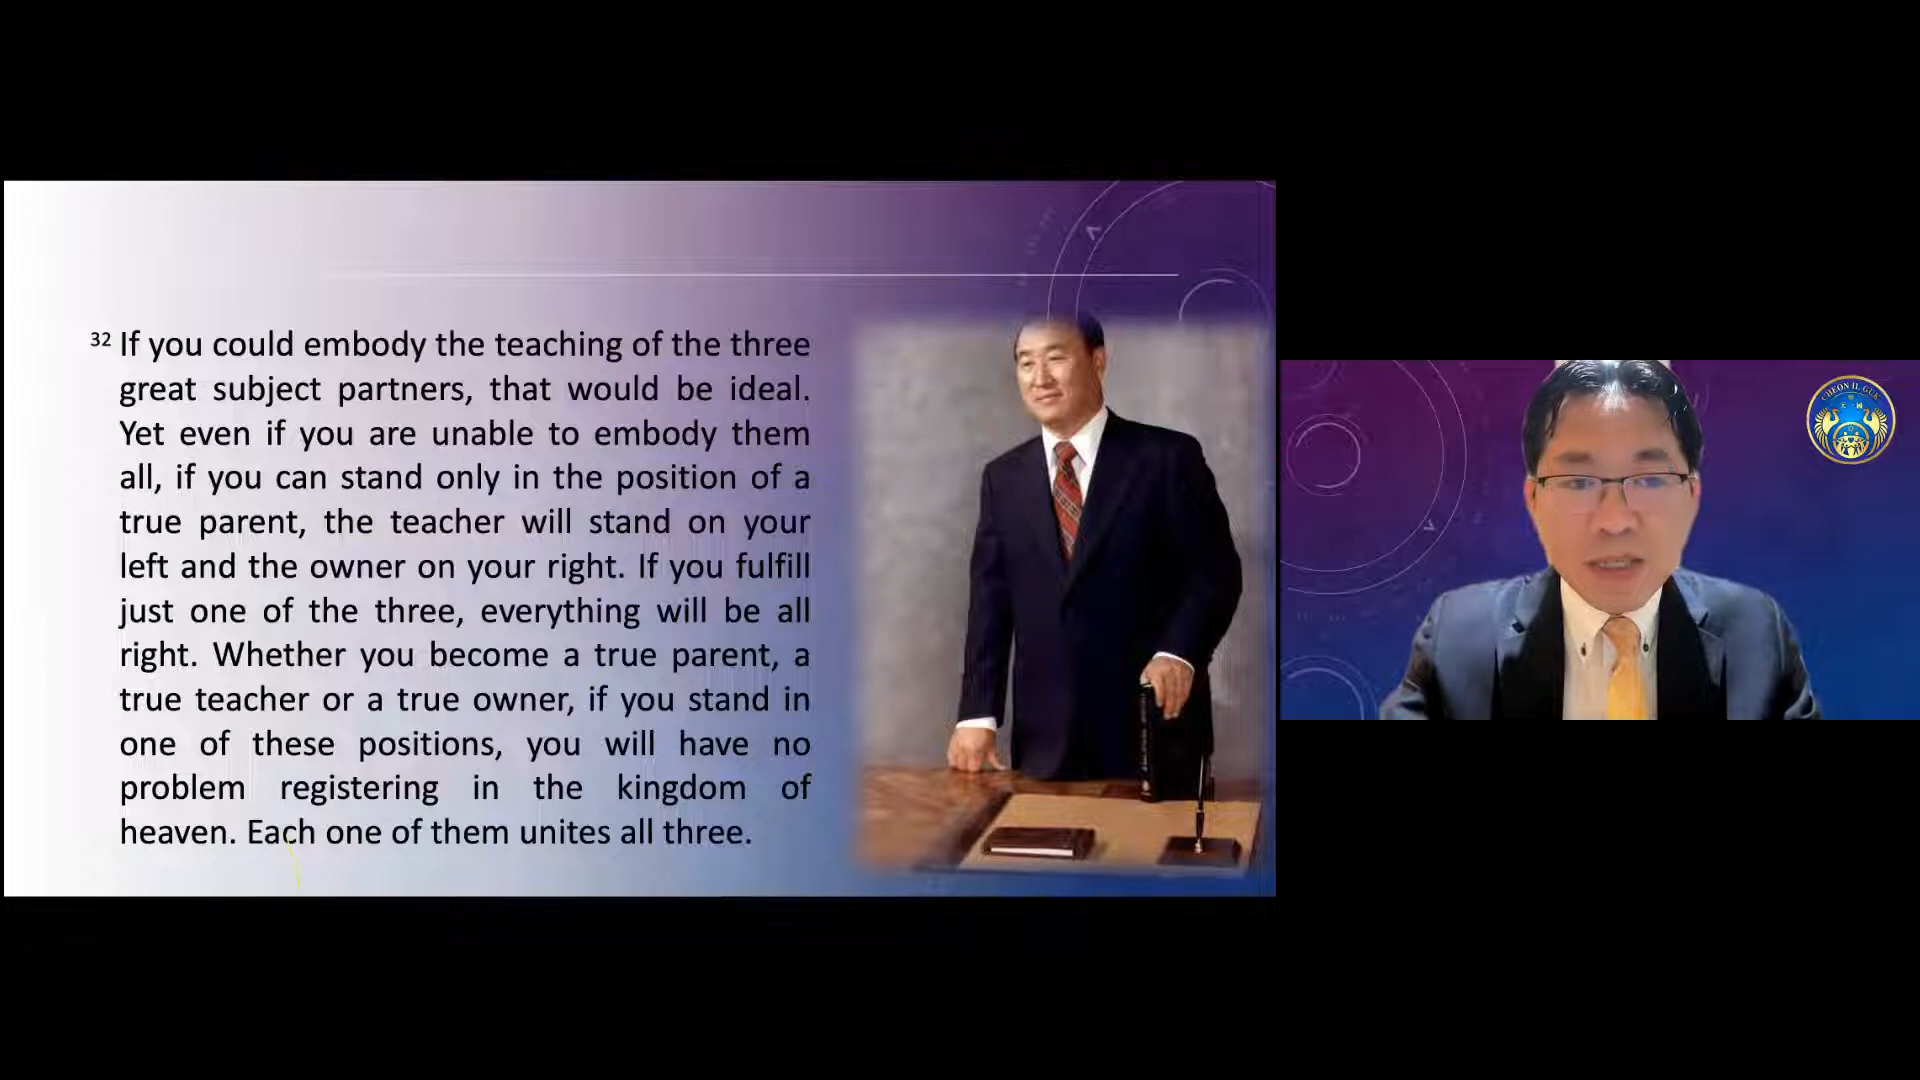 32 If you could embody the teaching of the three
great subject partners, that would be ideal.
Yet even if you are unable to embody them
all, if you can stand only in the position of a
true parent, the teacher will stand on your
left and the owner on your right. If you fulfill
just one of the three, everything will be all
right. Whether you become a true parent, a
true teacher or a true owner, if you stand in
one of these positions, you will have no
problem registering in the kingdom of
heaven. Each one of them unites all three.
CHEON IL GUK